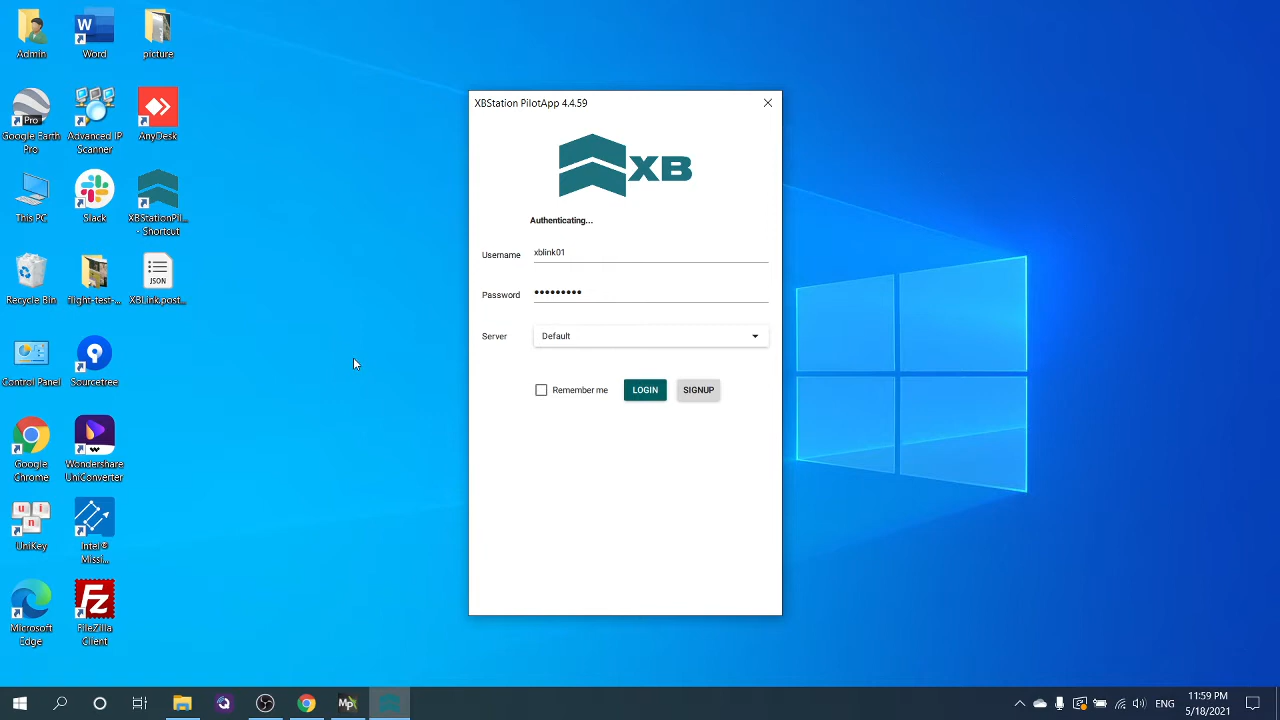 Admin
Word
picture
Google Earth
Pro
Advanced IP
Scanner
AnyDesk
This PC
Slack
XBStationPil...
- Shortcut
Recycle Bin
flight-test-...
JSON
XBLink.post...
Control Panel
Sourcetree
Google
Chrome
Wondershare
UniConverter
UniKey
Intel®
Missi...
Microsoft
Edge
FileZilla
Client
XBStation PilotApp 4.4.59
XB
Authenticating...
Username
xblink01
Password
•••••••••
Server
Default
Remember me
LOGIN
SIGNUP
ENG
11:59 PM
5/18/2021